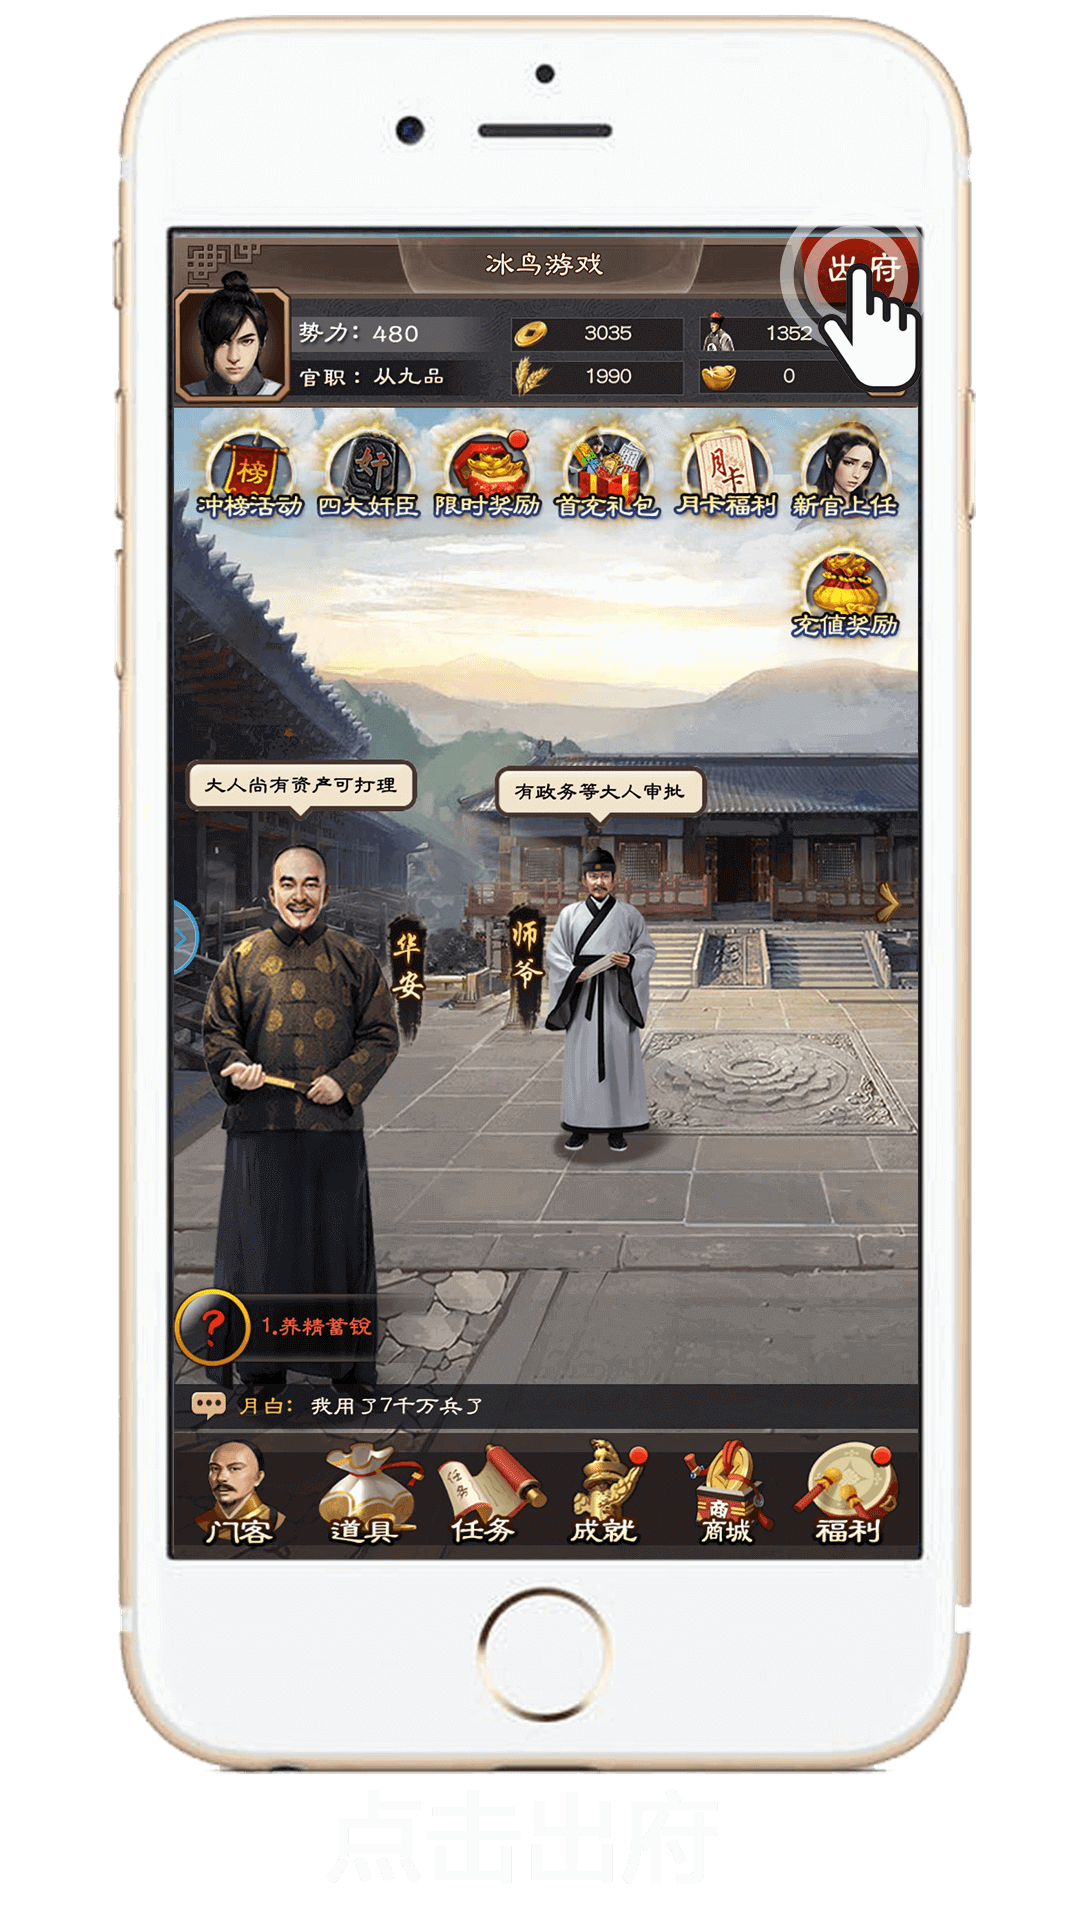 冰鸟游戏
出府
势力：480
3035
1352
官职：从九品
1990
0
榜
奸
月卡
冲榜活动
四大奸臣
限时奖励
首充礼包
月卡福利
新官上任
充值奖励
大人尚有资产可打理
有政务等大人审批
华安
师爷
?
1.养精蓄锐
月白：我用了7千万兵了
任务
商
门客
道具
任务
成就
商城
福利
点击出府